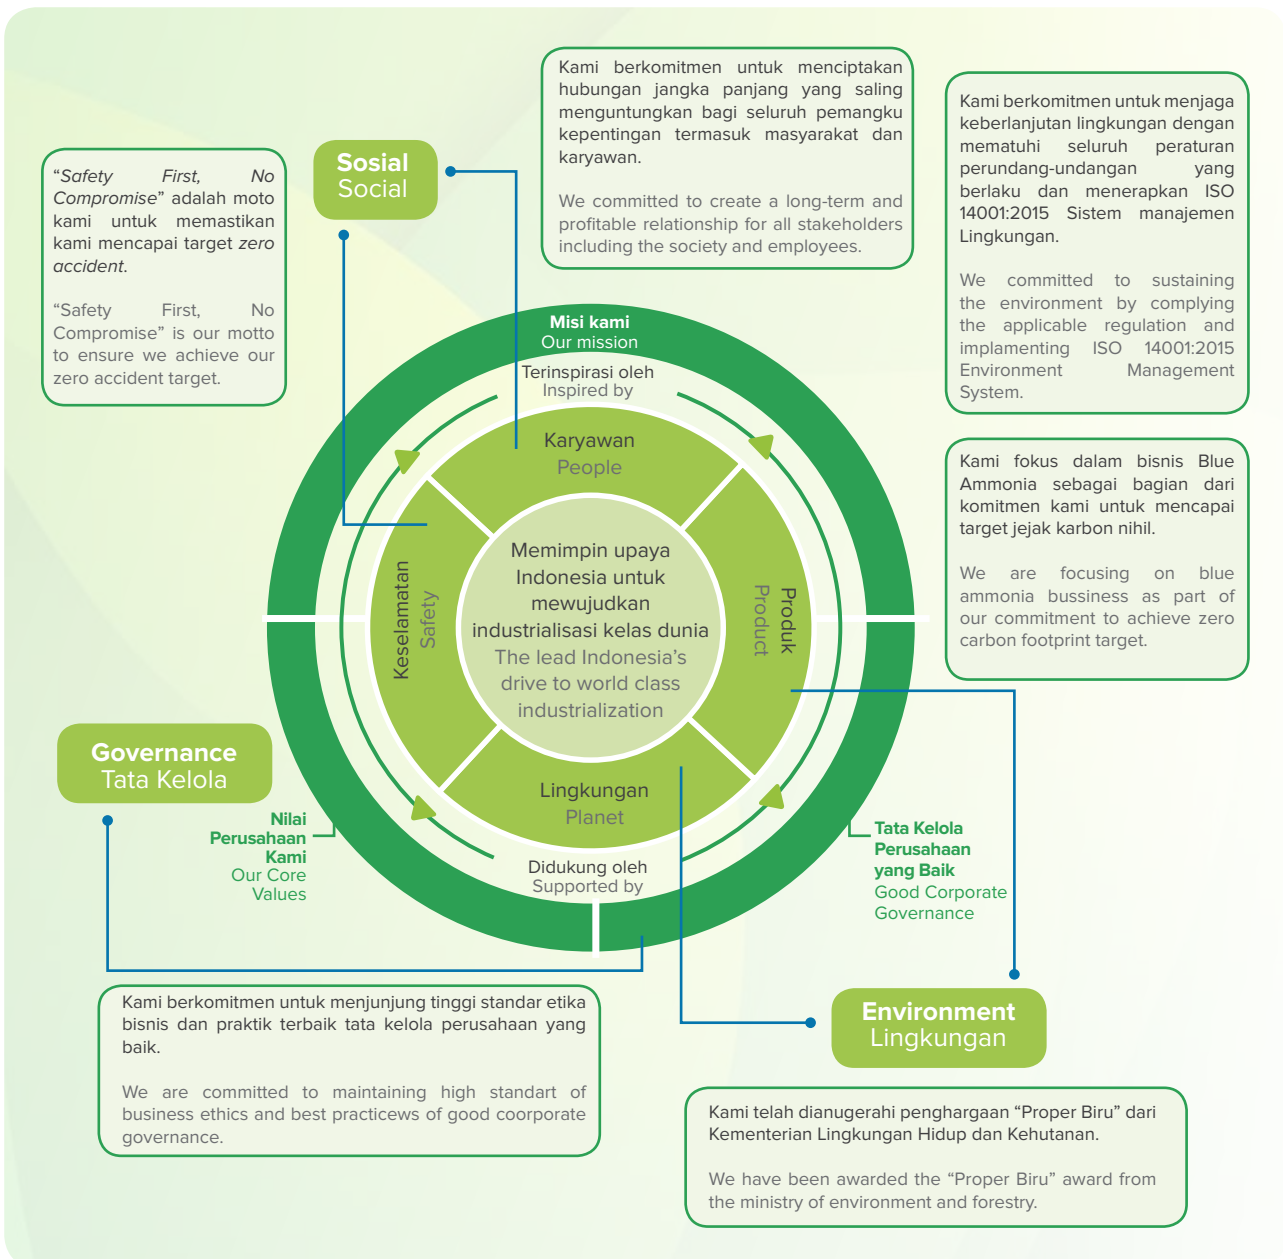 Kami berkomitmen untuk menciptakan
hubungan jangka panjang yang saling
menguntungkan bagi seluruh pemangku
kepentingan termasuk masyarakat dan
karyawan.
We committed to create a long-term and
profitable relationship for all stakeholders
including the society and employees.
Kami berkomitmen untuk menjaga
keberlanjutan lingkungan dengan
mematuhi seluruh peraturan
perundang-undangan yang
berlaku dan menerapkan ISO
14001:2015 Sistem manajemen
Lingkungan.
We committed to sustaining
the environment by complying
the applicable regulation and
implamenting ISO 14001:2015
Environment Management
System.
Sosial
Social
“Safety First, No
Compromise” adalah moto
kami untuk memastikan
kami mencapai target zero
accident.
“Safety First, No
Compromise” is our motto
to ensure we achieve our
zero accident target.
Misi kami
Our mission
Terinspirasi oleh
Inspired by
Karyawan
People
Kami fokus dalam bisnis Blue
Ammonia sebagai bagian dari
komitmen kami untuk mencapai
target jejak karbon nihil.
We are focusing on blue
ammonia bussiness as part of
our commitment to achieve zero
carbon footprint target.
Keselamatan
Safety
Memimpin upaya
Indonesia untuk
mewujudkan
industrialisasi kelas dunia
The lead Indonesia’s
drive to world class
industrialization
Produk
Product
Governance
Tata Kelola
Lingkungan
Planet
Nilai
Perusahaan
Kami
Our Core
Values
Didukung oleh
Supported by
Tata Kelola
Perusahaan
yang Baik
Good Corporate
Governance
Kami berkomitmen untuk menjunjung tinggi standar etika
bisnis dan praktik terbaik tata kelola perusahaan yang
baik.
We are committed to maintaining high standart of
business ethics and best practicews of good coorporate
governance.
Environment
Lingkungan
Kami telah dianugerahi penghargaan “Proper Biru” dari
Kementerian Lingkungan Hidup dan Kehutanan.
We have been awarded the “Proper Biru” award from
the ministry of environment and forestry.